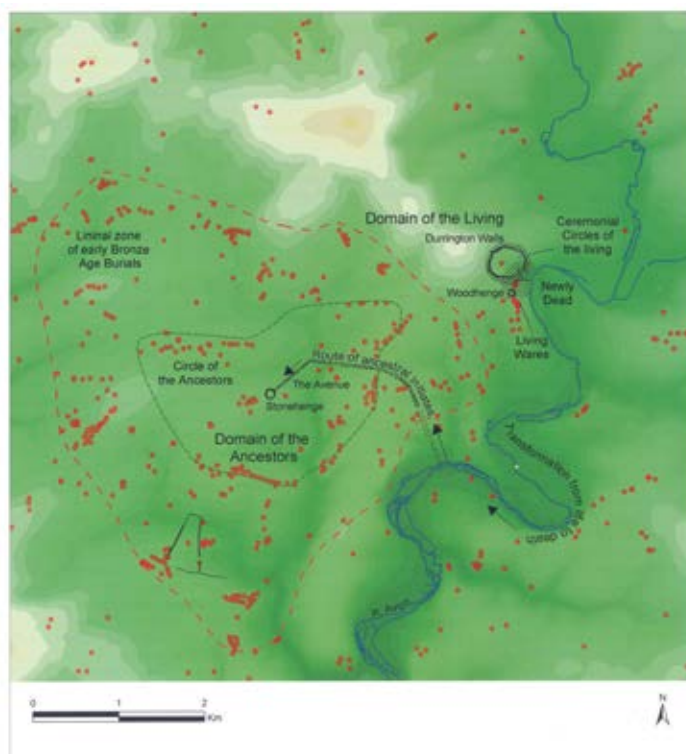 Domain of the Living
Durrington Walls
Ceremonial
Circles of
the living
Lininal zone
of early Bronze
Age Burials
Newly
Dead
Woodhenge
Living
Wares
Circle of
the Ancestors
Route of ancestral initiates
The Avenue
Stonehenge
Domain of the
Ancestors
Transformation from life to death
R. Avon
0 1 2
Km
N